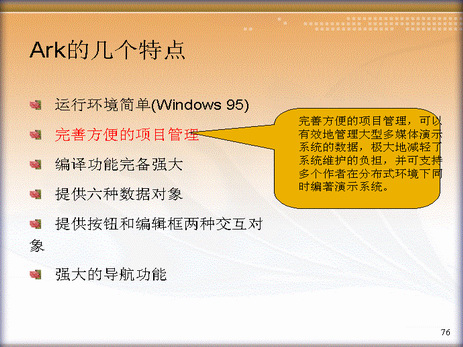 Ark的几个特点
运行环境简单(Windows 95)
完善方便的项目管理
编译功能完备强大
提供六种数据对象
提供按钮和编辑框两种交互对
象
强大的导航功能
完善方便的项目管理，可以
有效地管理大型多媒体演示
系统的数据，极大地减轻了
系统维护的负担，并可支持
多个作者在分布式环境下同
时编著演示系统。
76